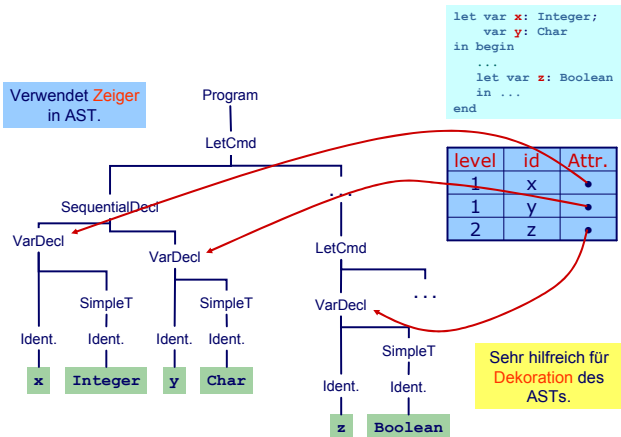 let var x: Integer;
var y: Char
in begin
...
let var z: Boolean
in ...
end
Verwendet Zeiger
in AST.
Program
LetCmd
level id Attr.
1 x
1 y
2 z
SequentialDecl
...
VarDecl
VarDecl
LetCmd
SimpleT
SimpleT
VarDecl
...
Ident.
Ident.
Ident.
Ident.
SimpleT
x
Integer
y
Char
Ident.
Ident.
z
Boolean
Sehr hilfreich für
Dekoration des
ASTs.